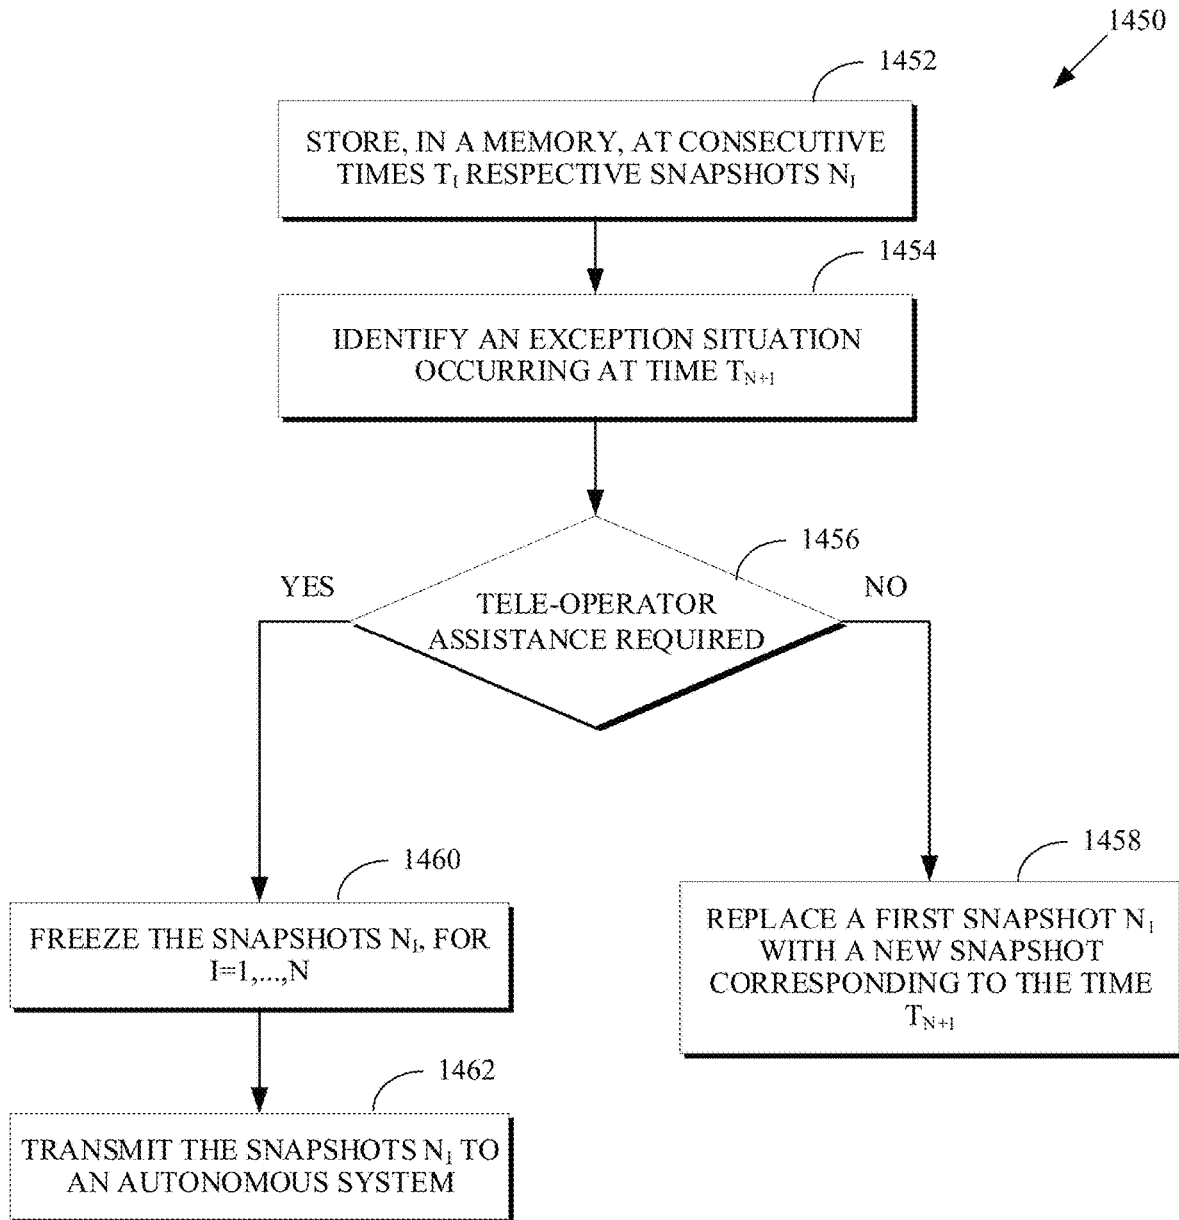 1450
1452
STORE, IN A MEMORY, AT CONSECUTIVE
TIMES T_I RESPECTIVE SNAPSHOTS N_I
1454
IDENTIFY AN EXCEPTION SITUATION
OCCURRING AT TIME T_{N+1}
1456
YES
NO
TELE-OPERATOR
ASSISTANCE REQUIRED
1460
FREEZE THE SNAPSHOTS N_I, FOR
I=1,...,N
1458
REPLACE A FIRST SNAPSHOT N_1
WITH A NEW SNAPSHOT
CORRESPONDING TO THE TIME
T_{N+1}
1462
TRANSMIT THE SNAPSHOTS N_I TO
AN AUTONOMOUS SYSTEM